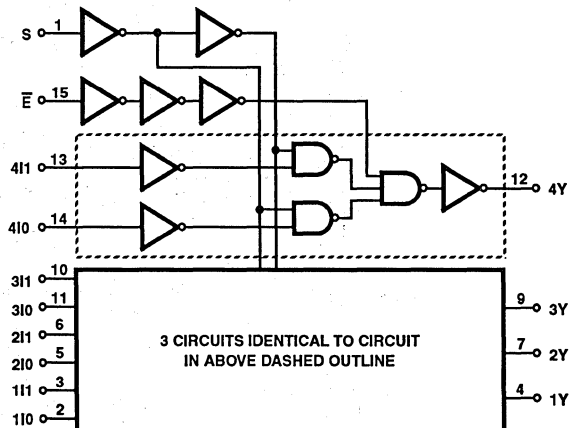 S 1
E̅ 15
4I1 13
4I0 14
12 4Y
3I1 10
3I0 11
2I1 6
2I0 5
1I1 3
1I0 2
3 CIRCUITS IDENTICAL TO CIRCUIT
IN ABOVE DASHED OUTLINE
9 3Y
7 2Y
4 1Y